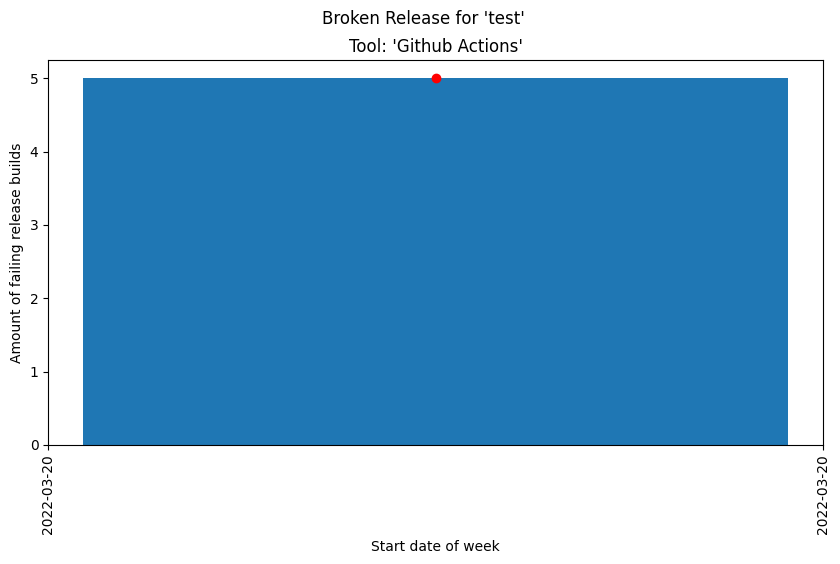 Broken Release for 'test'
Tool: 'Github Actions'
Amount of failing release builds
5
4
3
2
1
0
2022-03-20
2022-03-20
Start date of week